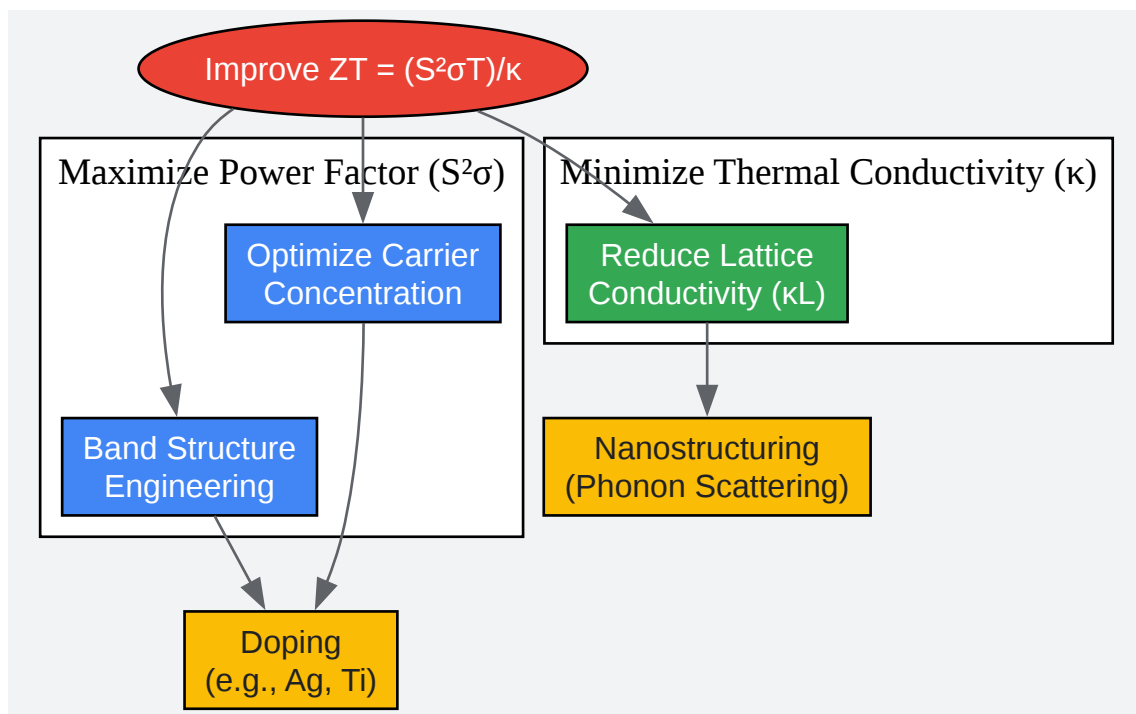 Improve ZT = (S²σT)/κ
Maximize Power Factor (S²σ)
Minimize Thermal Conductivity (κ)
Optimize Carrier
Concentration
Reduce Lattice
Conductivity (κL)
Band Structure
Engineering
Nanostructuring
(Phonon Scattering)
Doping
(e.g., Ag, Ti)